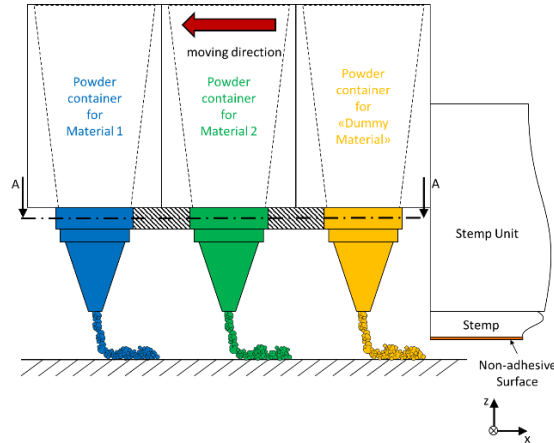 moving direction
Powder
container
for
Material 1
Powder
container
for
Material 2
Powder
container
for
«Dummy
Material»
A
A
Stemp Unit
Stemp
Non-adhesive
Surface
z
x